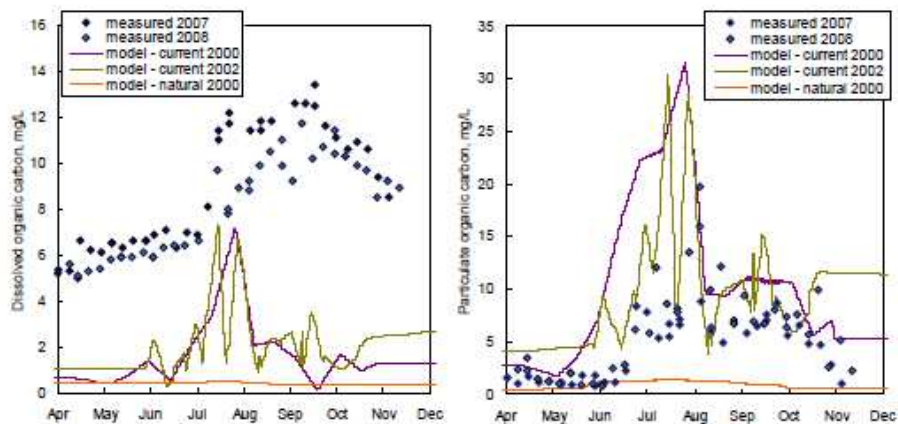 16
14
12
10
8
6
4
2
0
Dissolved organic carbon, mg/L
measured 2007
measured 2008
model - current 2000
model - current 2002
model - natural 2000
Apr May Jun Jul Aug Sep Oct Nov Dec
35
30
25
20
15
10
5
0
Particulate organic carbon, mg/L
measured 2007
measured 2008
model - current 2000
model - current 2002
model - natural 2000
Apr May Jun Jul Aug Sep Oct Nov Dec